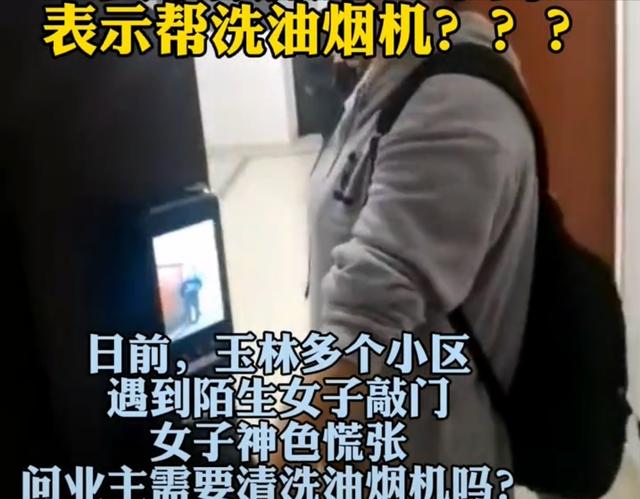 表示帮洗油烟机？？？
日前，玉林多个小区
遇到陌生女子敲门
女子神色慌张
问业主需要清洗油烟机吗？